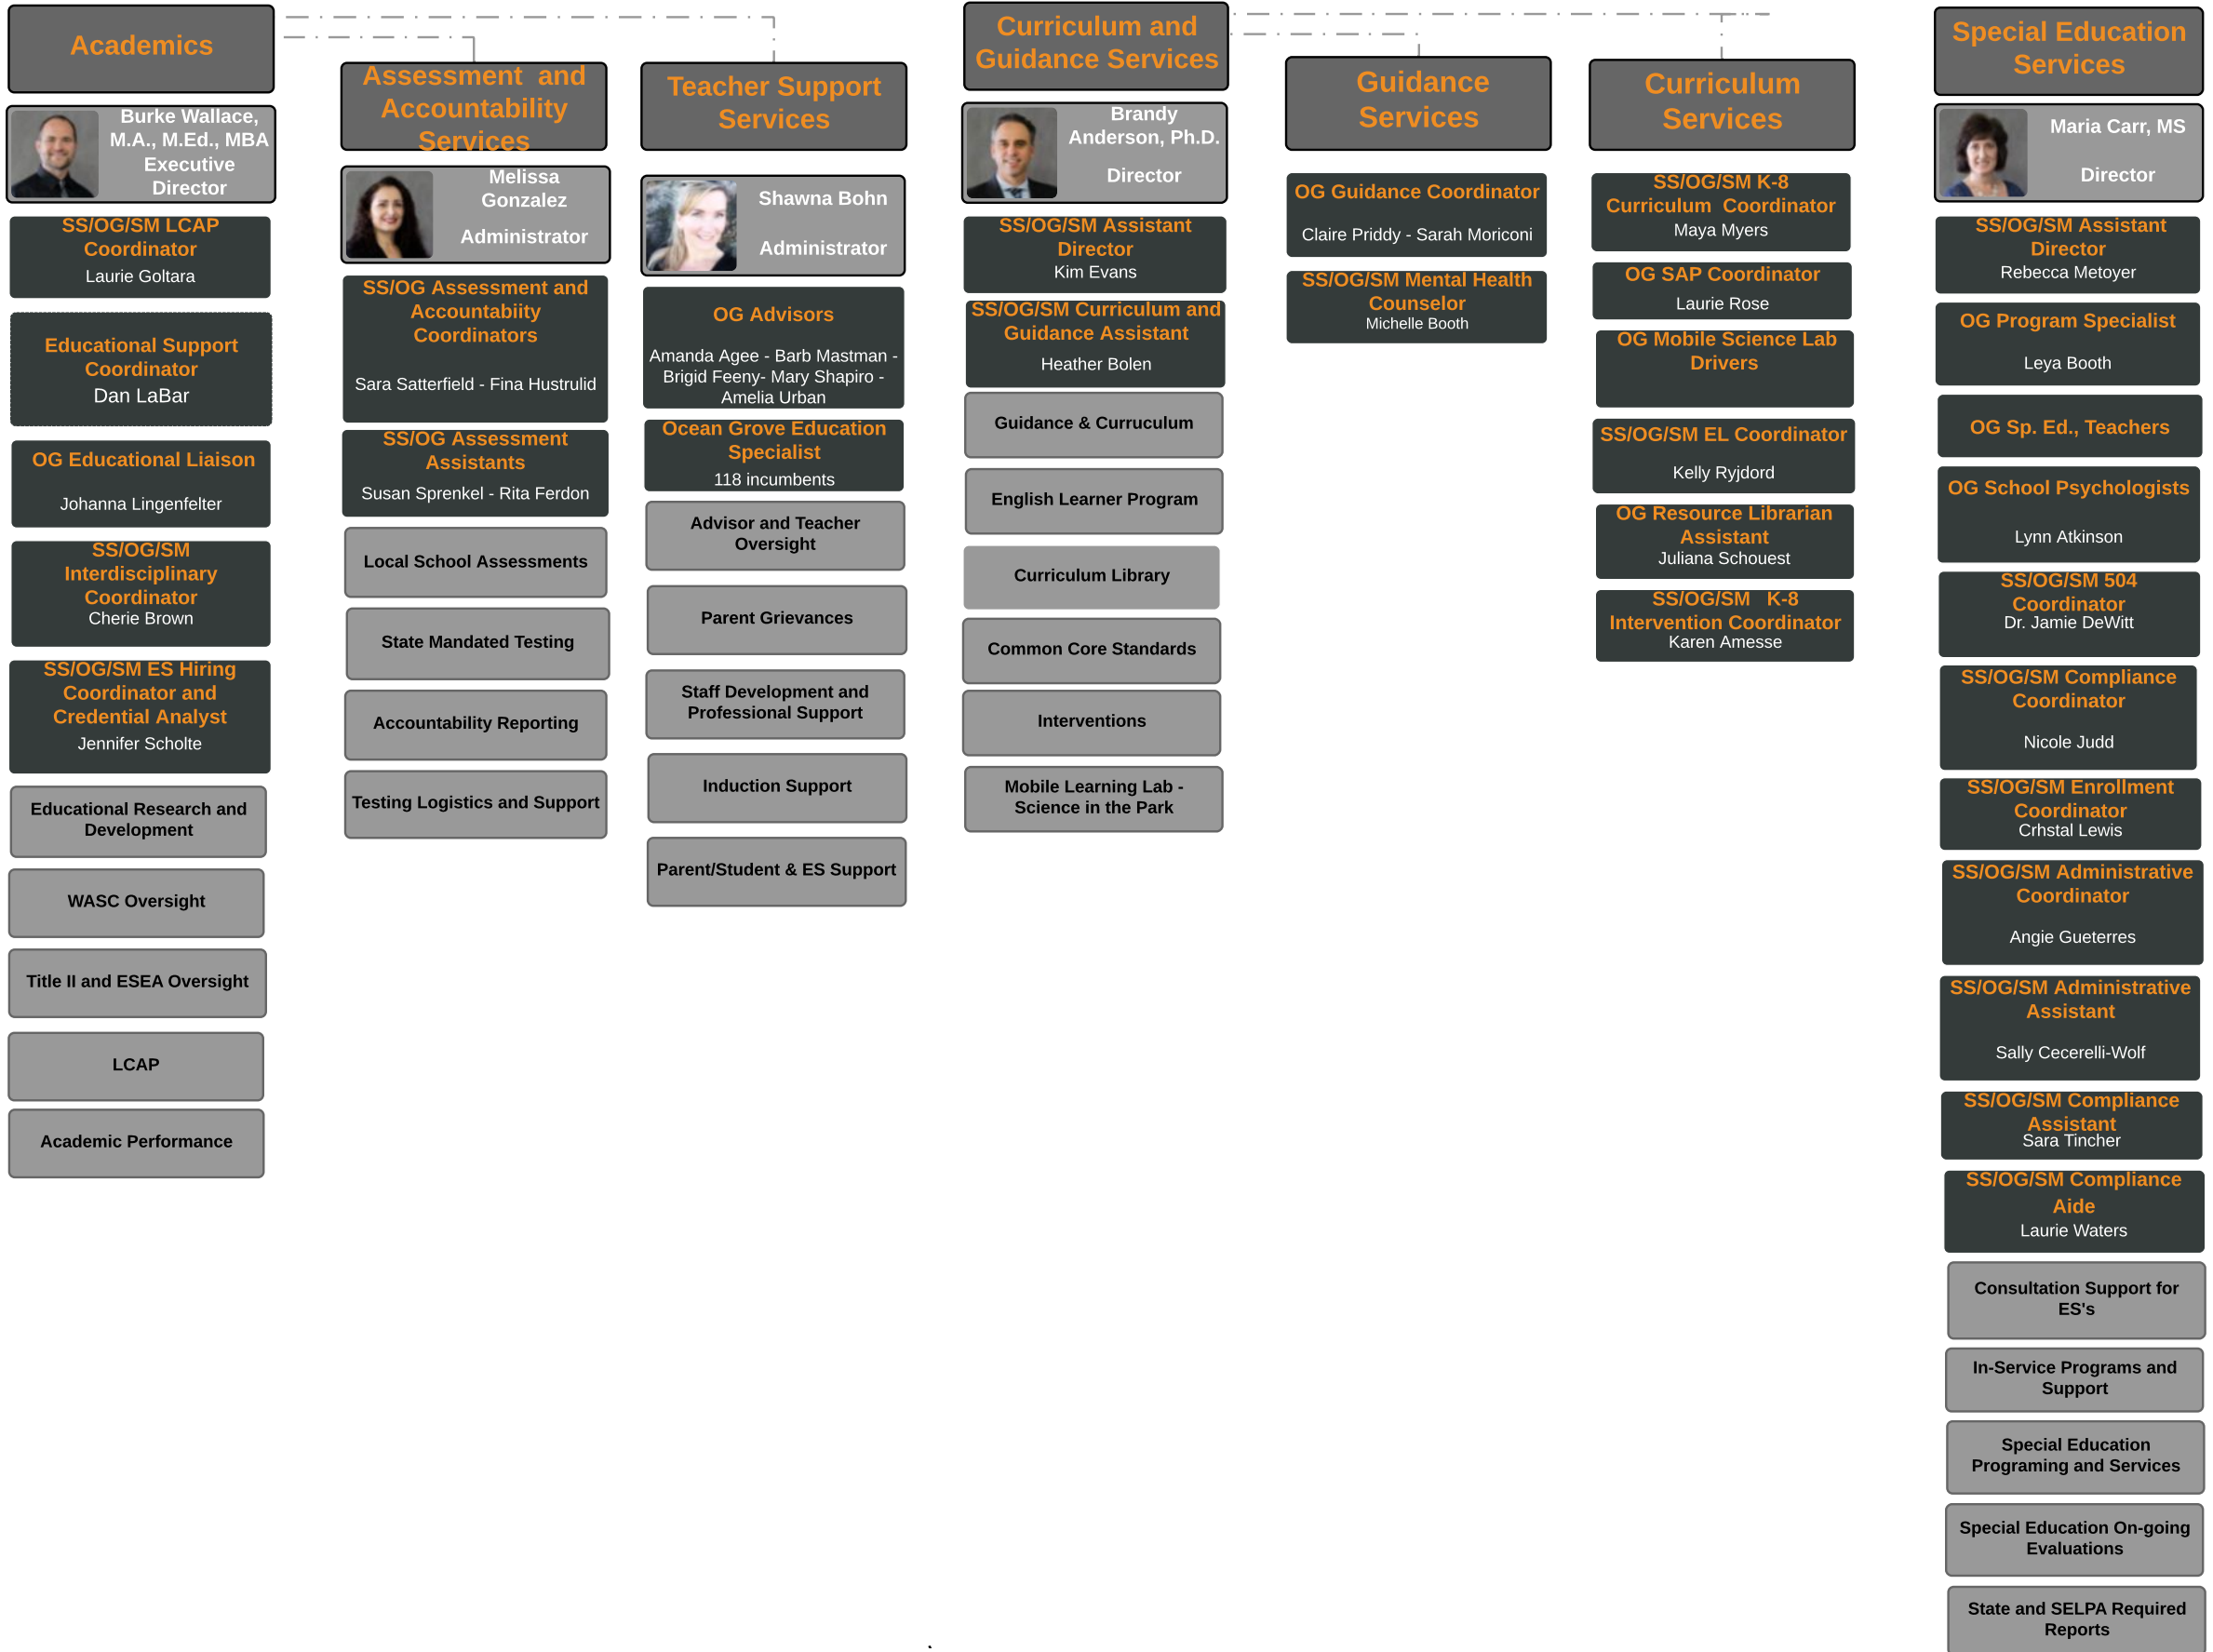 Academics
Burke Wallace,
M.A., M.Ed., MBA
Executive
Director
SS/OG/SM LCAP
Coordinator
Laurie Goltara
Educational Support
Coordinator
Dan LaBar
OG Educational Liaison
Johanna Lingenfelter
SS/OG/SM
Interdisciplinary
Coordinator
Cherie Brown
SS/OG/SM ES Hiring
Coordinator and
Credential Analyst
Jennifer Scholte
Educational Research and
Development
WASC Oversight
Title II and ESEA Oversight
LCAP
Academic Performance
Assessment and
Accountability
Services
Melissa
Gonzalez
Administrator
SS/OG Assessment and
Accountabiity
Coordinators
Sara Satterfield - Fina Hustrulid
SS/OG Assessment
Assistants
Susan Sprenkel - Rita Ferdon
Local School Assessments
State Mandated Testing
Accountability Reporting
Testing Logistics and Support
Teacher Support
Services
Shawna Bohn
Administrator
OG Advisors
Amanda Agee - Barb Mastman -
Brigid Feeny- Mary Shapiro -
Amelia Urban
Ocean Grove Education
Specialist
118 incumbents
Advisor and Teacher
Oversight
Parent Grievances
Staff Development and
Professional Support
Induction Support
Parent/Student & ES Support
Curriculum and
Guidance Services
Brandy
Anderson, Ph.D.
Director
SS/OG/SM Assistant
Director
Kim Evans
SS/OG/SM Curriculum and
Guidance Assistant
Heather Bolen
Guidance & Curruculum
English Learner Program
Curriculum Library
Common Core Standards
Interventions
Mobile Learning Lab -
Science in the Park
Guidance
Services
OG Guidance Coordinator
Claire Priddy - Sarah Moriconi
SS/OG/SM Mental Health
Counselor
Michelle Booth
Curriculum
Services
SS/OG/SM K-8
Curriculum Coordinator
Maya Myers
OG SAP Coordinator
Laurie Rose
OG Mobile Science Lab
Drivers
SS/OG/SM EL Coordinator
Kelly Ryjdord
OG Resource Librarian
Assistant
Juliana Schouest
SS/OG/SM K-8
Intervention Coordinator
Karen Amesse
Special Education
Services
Maria Carr, MS
Director
SS/OG/SM Assistant
Director
Rebecca Metoyer
OG Program Specialist
Leya Booth
OG Sp. Ed., Teachers
OG School Psychologists
Lynn Atkinson
SS/OG/SM 504
Coordinator
Dr. Jamie DeWitt
SS/OG/SM Compliance
Coordinator
Nicole Judd
SS/OG/SM Enrollment
Coordinator
Crhstal Lewis
SS/OG/SM Administrative
Coordinator
Angie Gueterres
SS/OG/SM Administrative
Assistant
Sally Cecerelli-Wolf
SS/OG/SM Compliance
Assistant
Sara Tincher
SS/OG/SM Compliance
Aide
Laurie Waters
Consultation Support for
ES's
In-Service Programs and
Support
Special Education
Programing and Services
Special Education On-going
Evaluations
State and SELPA Required
Reports